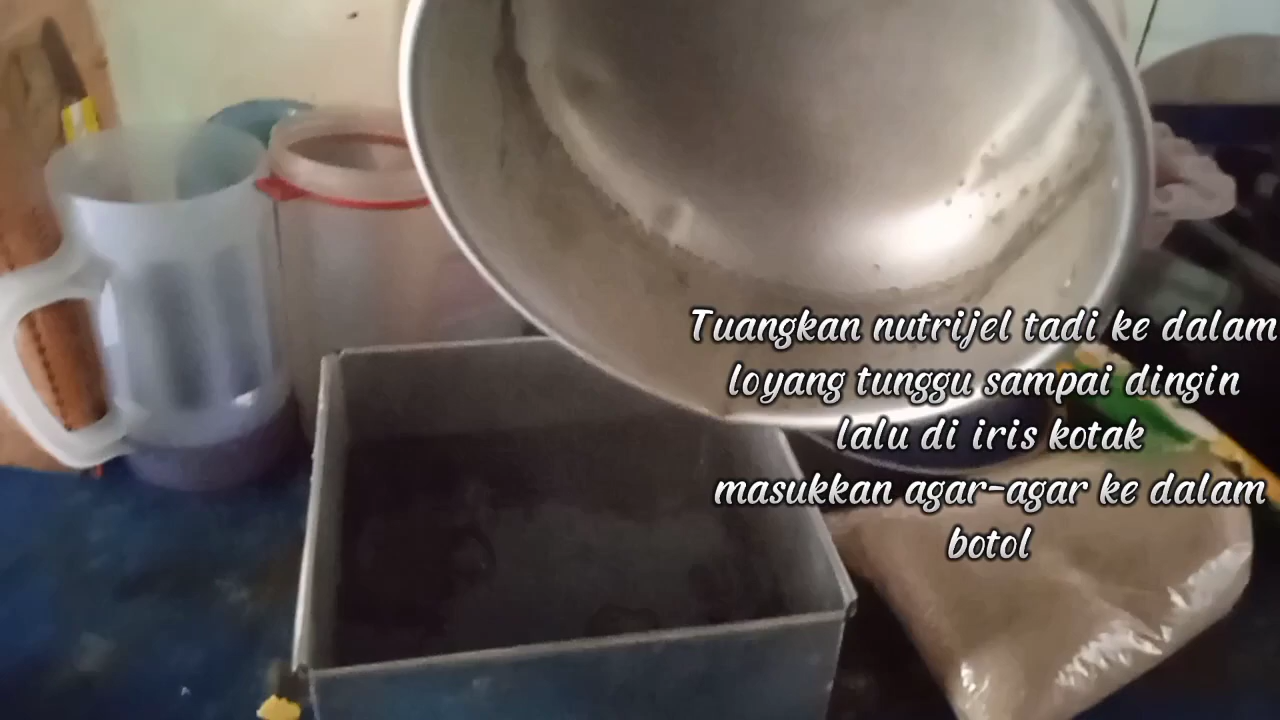 Tuangkan nutrijel tadi ke dalam
loyang tunggu sampai dingin
lalu di iris kotak
masukkan agar-agar ke dalam
botol